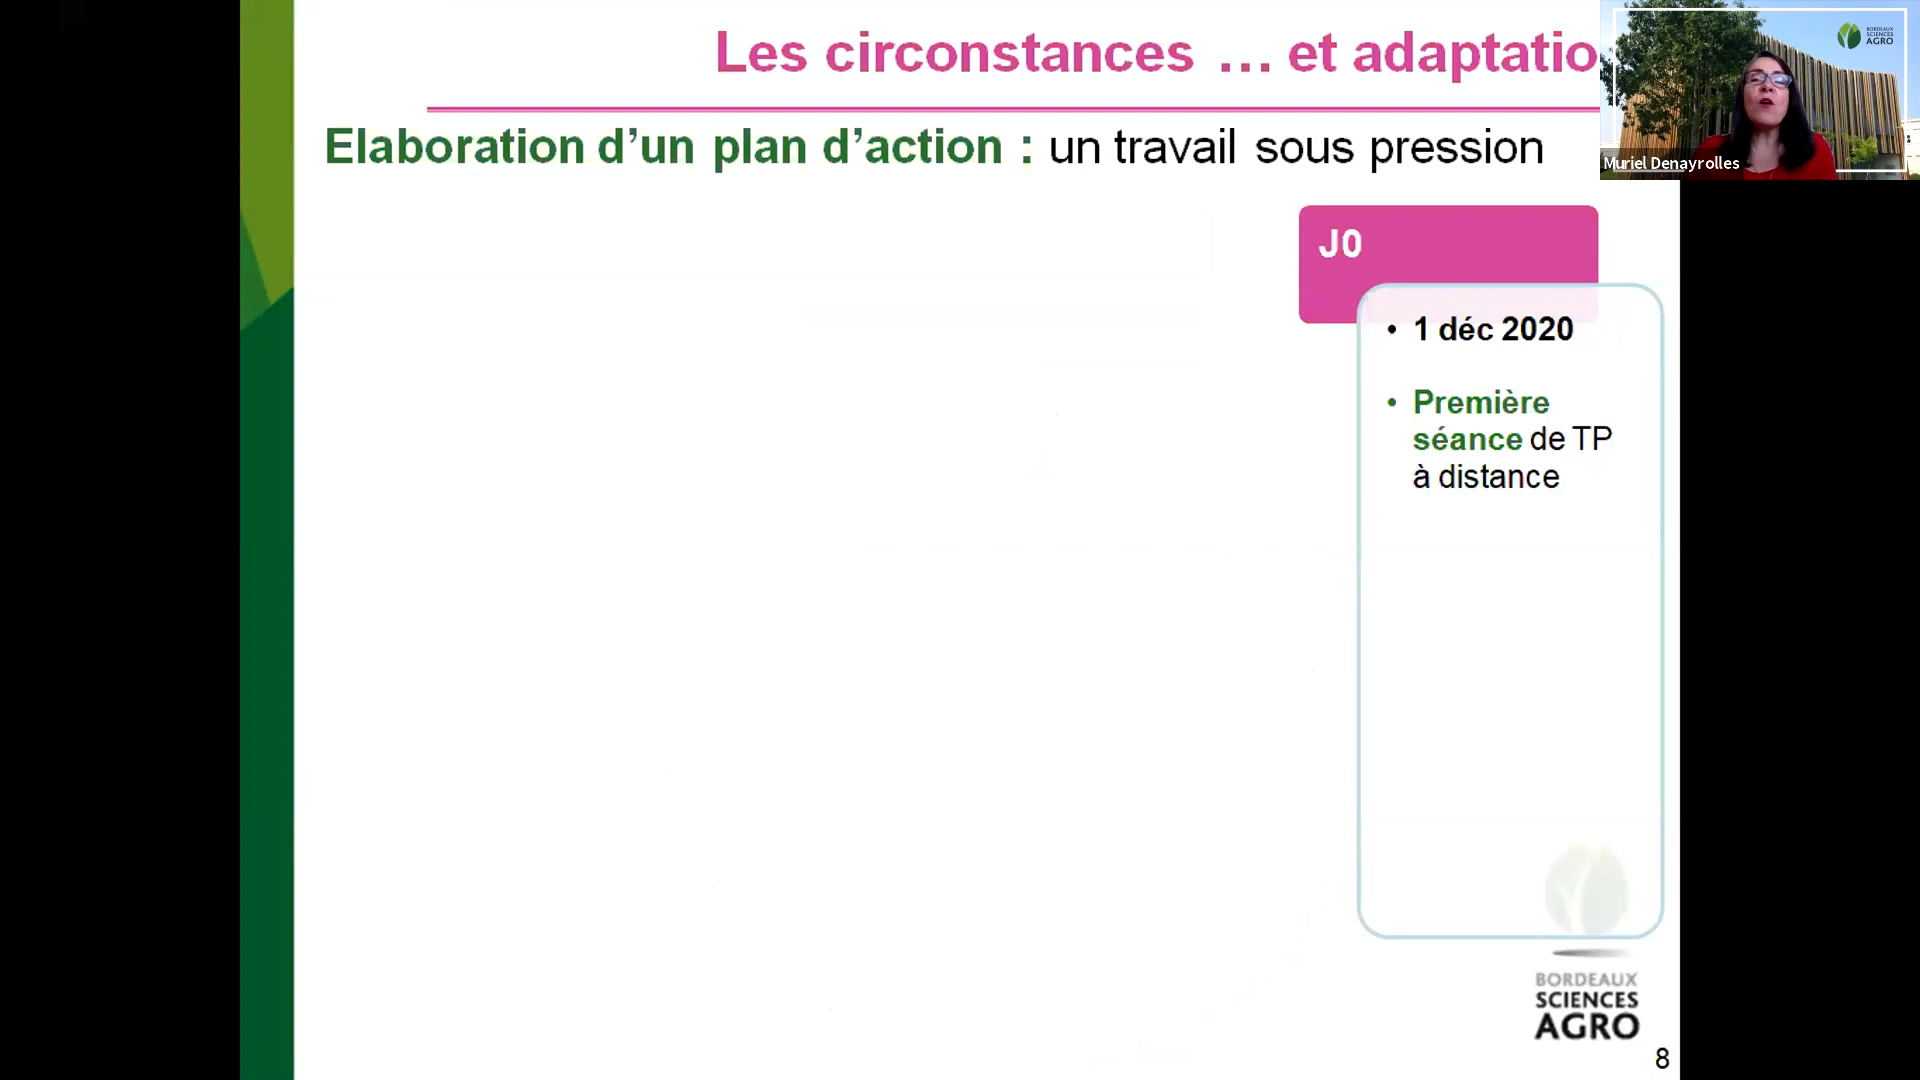 Les circonstances … et adaptatio
BORDEAUX
SCIENCES
AGRO
Muriel Denayrolles
Elaboration d’un plan d’action : un travail sous pression
J0
• 1 déc 2020
• Première
séance de TP
à distance
BORDEAUX
SCIENCES
AGRO
8